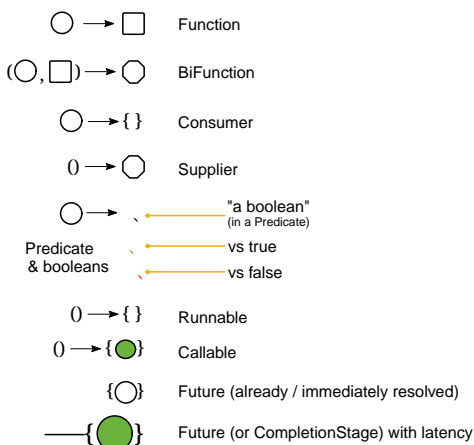 Function
( , ) BiFunction
{ } Consumer
() Supplier
"a boolean"
(in a Predicate)
Predicate
& booleans
vs true
vs false
() { } Runnable
() { } Callable
{ } Future (already / immediately resolved)
{ } Future (or CompletionStage) with latency